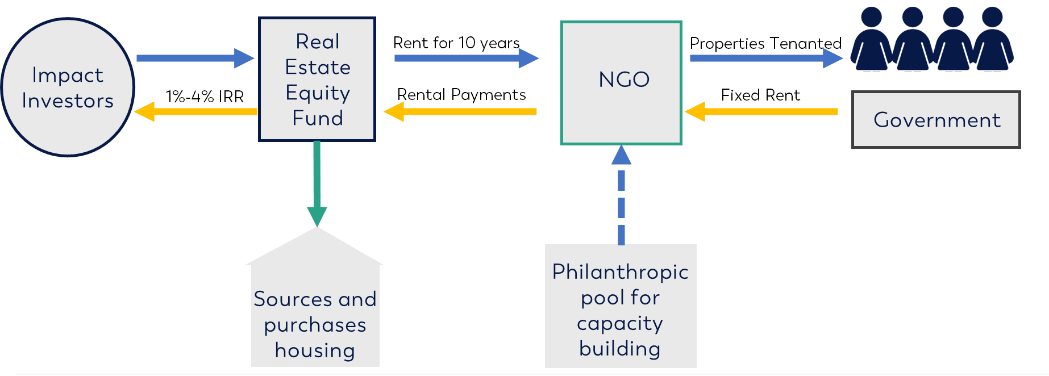 Impact
Investors
1%-4% IRR
Real
Estate
Equity
Fund
Rent for 10 years
Rental Payments
NGO
Properties Tenanted
Fixed Rent
Government
Sources and
purchases
housing
Philanthropic
pool for
capacity
building